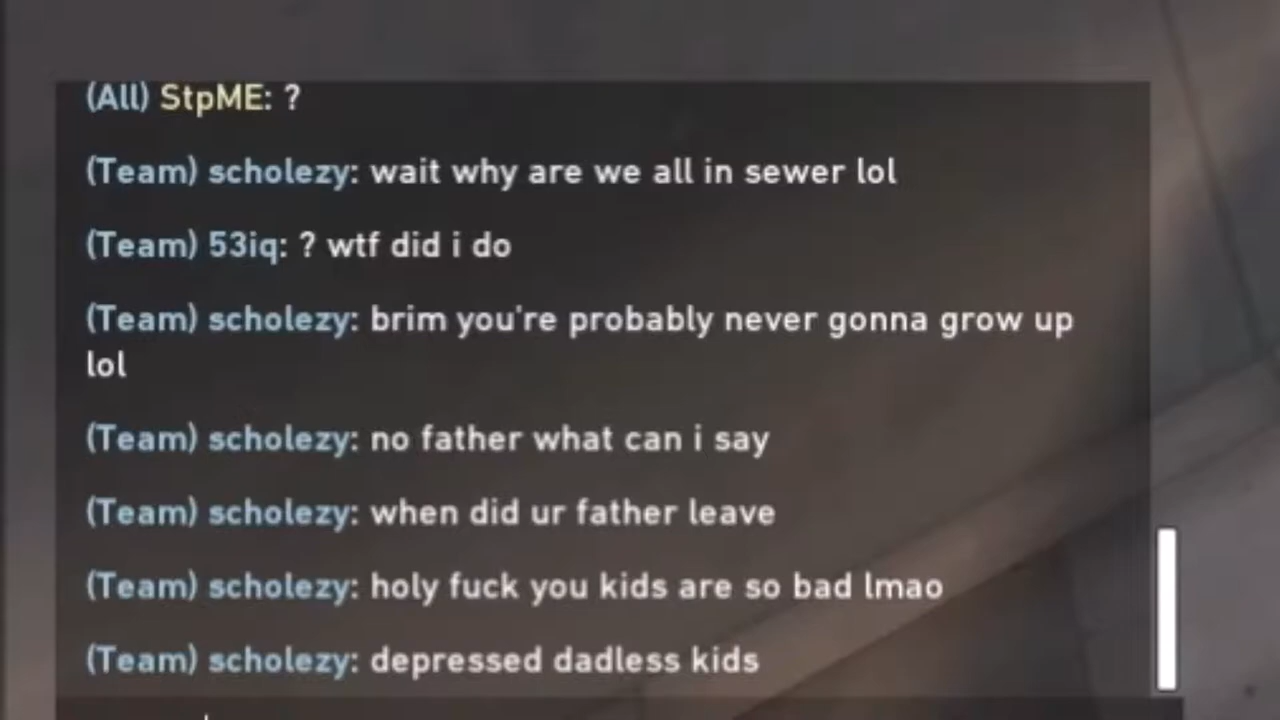 (All) StpME: ?
(Team) scholezy: wait why are we all in sewer lol
(Team) 53iq: ? wtf did i do
(Team) scholezy: brim you're probably never gonna grow up
lol
(Team) scholezy: no father what can i say
(Team) scholezy: when did ur father leave
(Team) scholezy: holy fuck you kids are so bad lmao
(Team) scholezy: depressed dadless kids